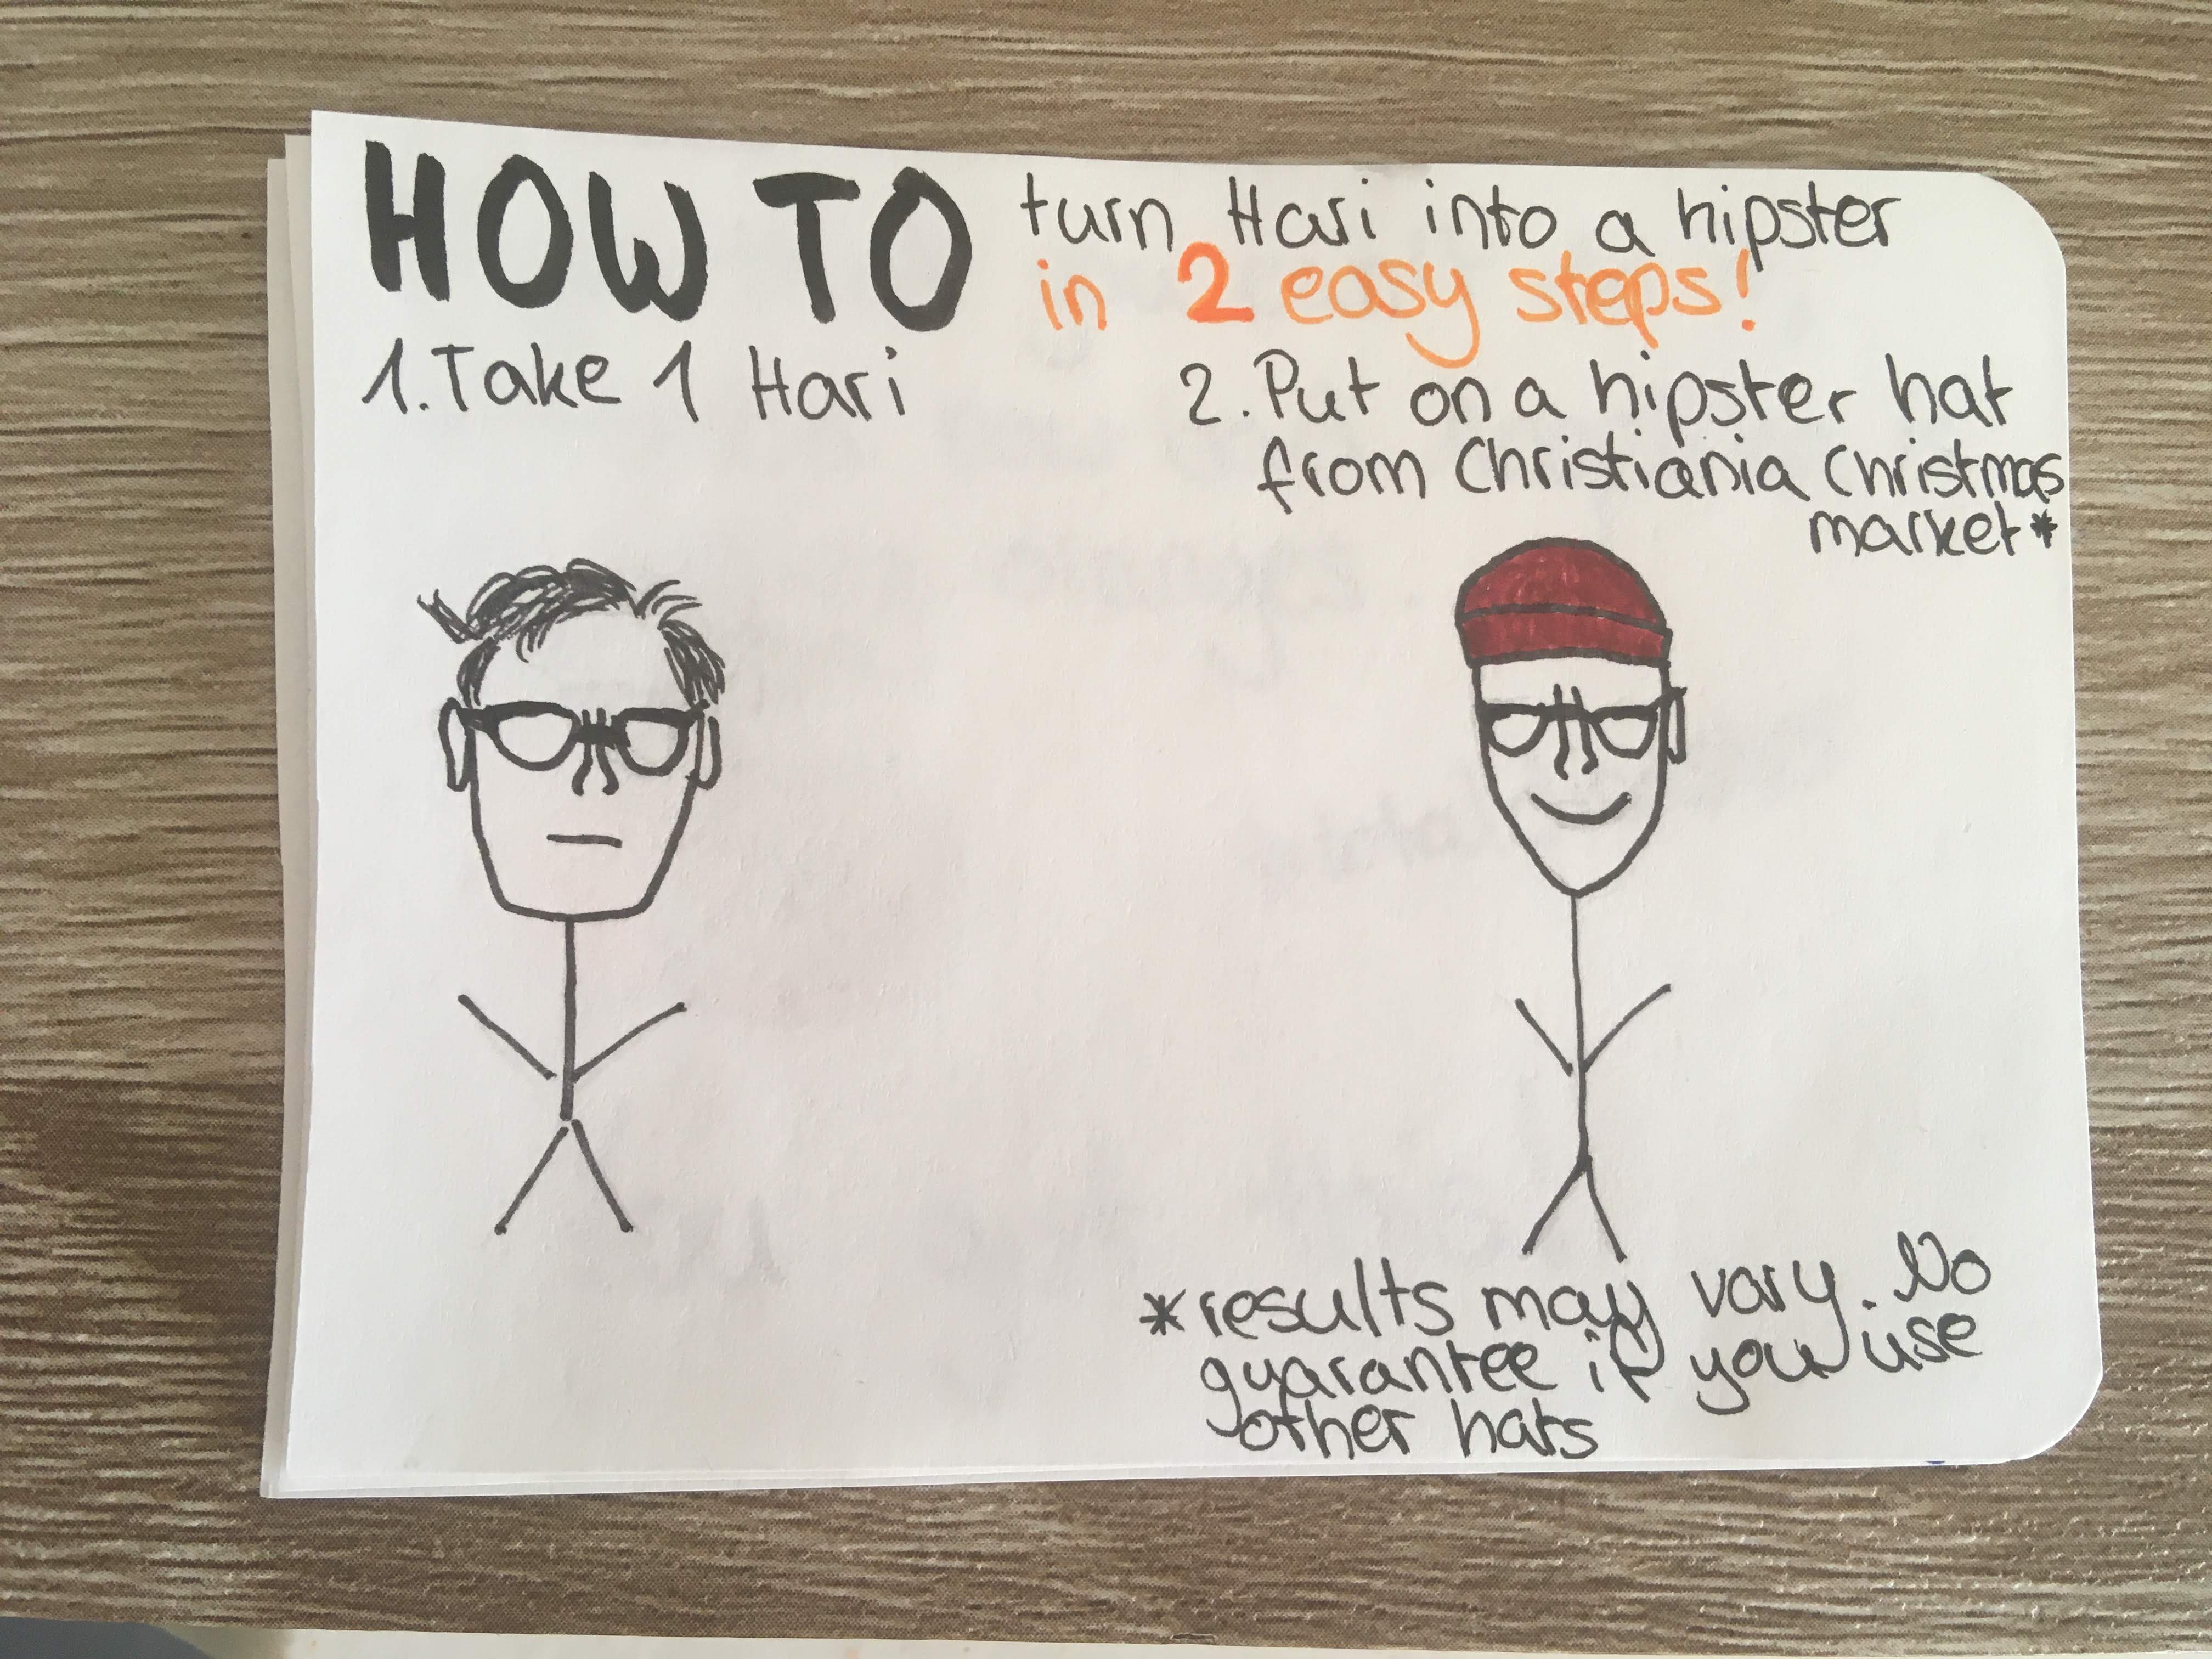 HOW TO turn Hari into a hipster
in 2 easy steps!
1. Take 1 Hari
2. Put on a hipster hat
from Christiania Christmas
market*
*results may vary. No
guarantee if you use
other hats